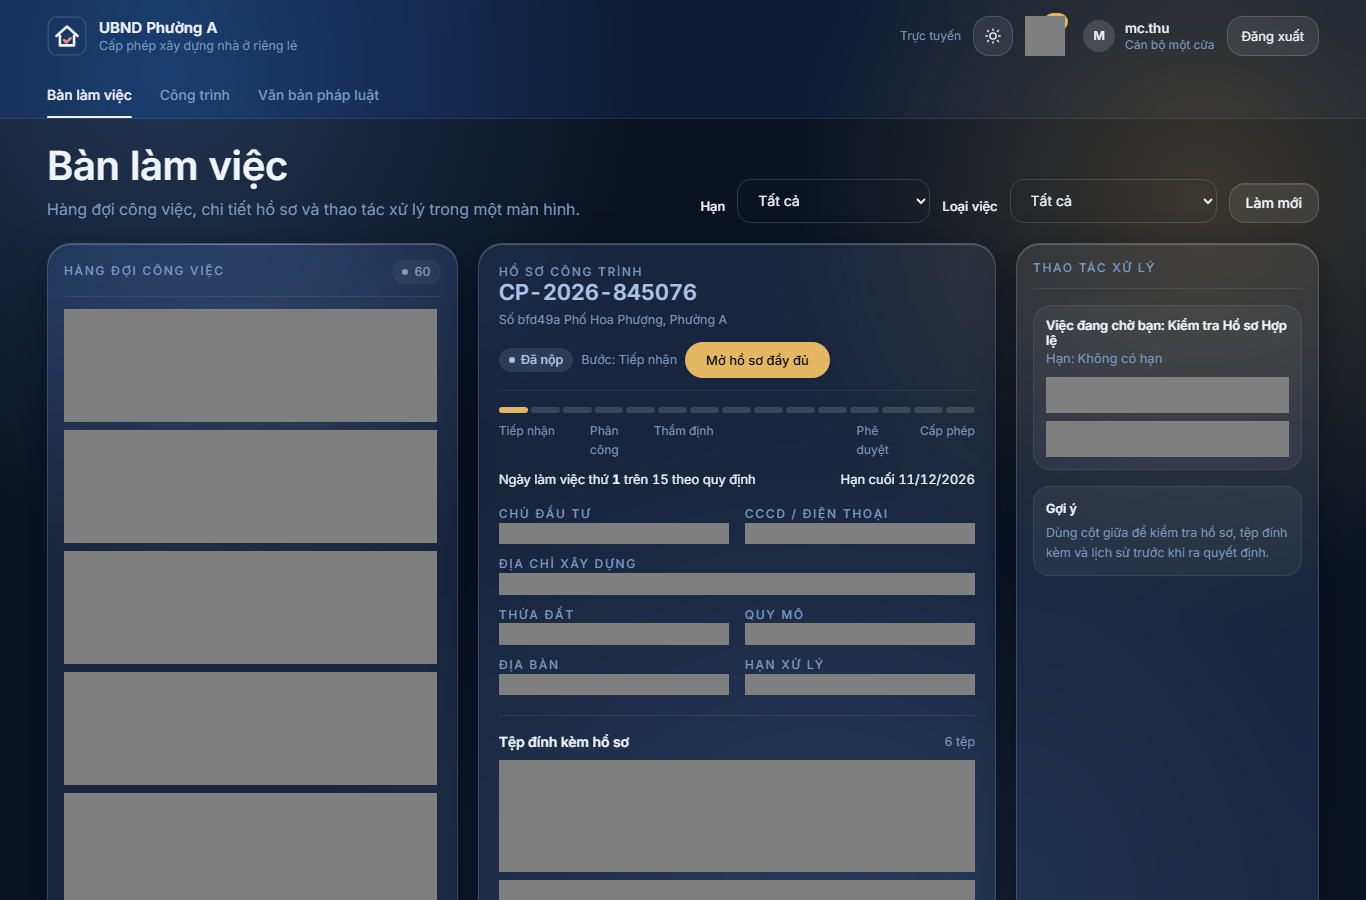 UBND Phường A
Cấp phép xây dựng nhà ở riêng lẻ
Trực tuyến
M
mc.thu
Cán bộ một cửa
Đăng xuất
Bàn làm việc
Công trình
Văn bản pháp luật
Bàn làm việc
Hàng đợi công việc, chi tiết hồ sơ và thao tác xử lý trong một màn hình.
Hạn
Tất cả
Loại việc
Tất cả
Làm mới
HÀNG ĐỢI CÔNG VIỆC
60
HỒ SƠ CÔNG TRÌNH
CP-2026-845076
Số bfd49a Phố Hoa Phượng, Phường A
Đã nộp
Bước: Tiếp nhận
Mở hồ sơ đầy đủ
Tiếp nhận
Phân
công
Thẩm định
Phê
duyệt
Cấp phép
Ngày làm việc thứ 1 trên 15 theo quy định
Hạn cuối 11/12/2026
CHỦ ĐẦU TƯ
CCCD / ĐIỆN THOẠI
ĐỊA CHỈ XÂY DỰNG
THỬA ĐẤT
QUY MÔ
ĐỊA BÀN
HẠN XỬ LÝ
Tệp đính kèm hồ sơ
6 tệp
THAO TÁC XỬ LÝ
Việc đang chờ bạn: Kiểm tra Hồ sơ Hợp
lệ
Hạn: Không có hạn
Gợi ý
Dùng cột giữa để kiểm tra hồ sơ, tệp đính
kèm và lịch sử trước khi ra quyết định.